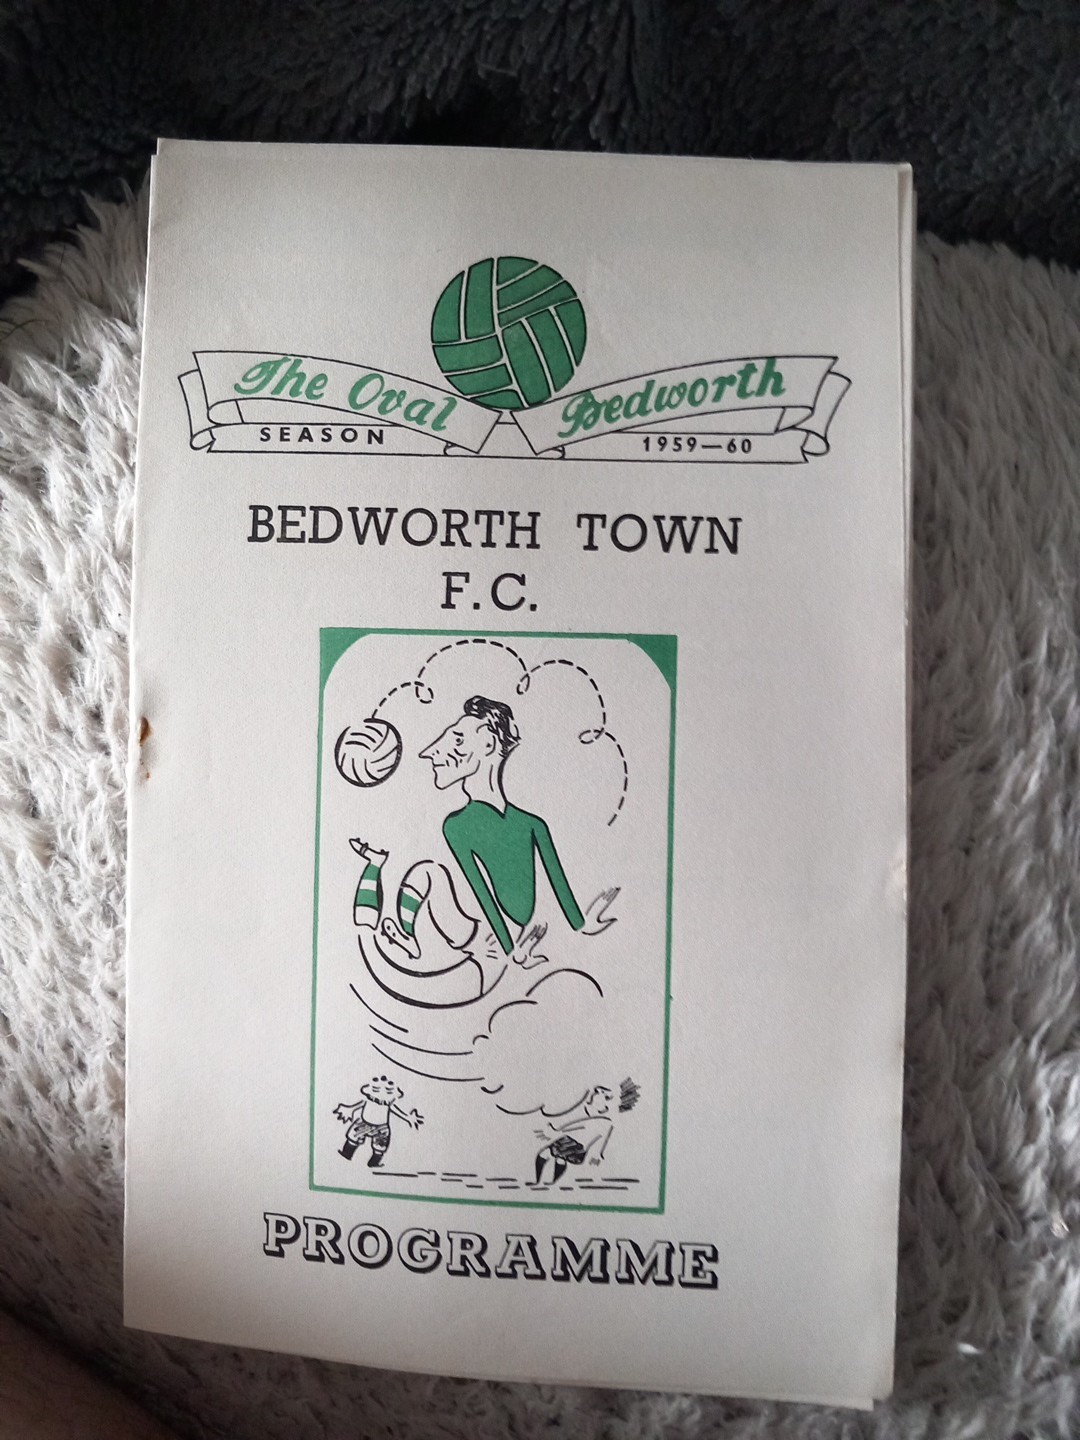 The Oval Bedworth
SEASON 1959—60
BEDWORTH TOWN
F.C.
PROGRAMME